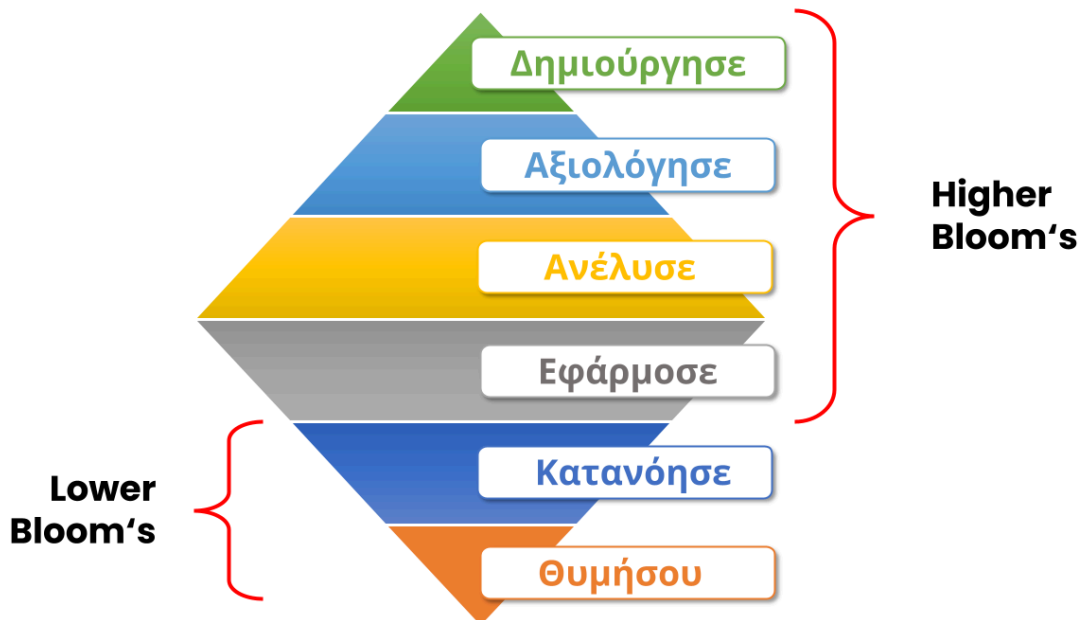 Δημιούργησε
Αξιολόγησε
Ανέλυσε
Εφάρμοσε
Κατανόησε
Θυμήσου
Higher
Bloom‘s
Lower
Bloom‘s